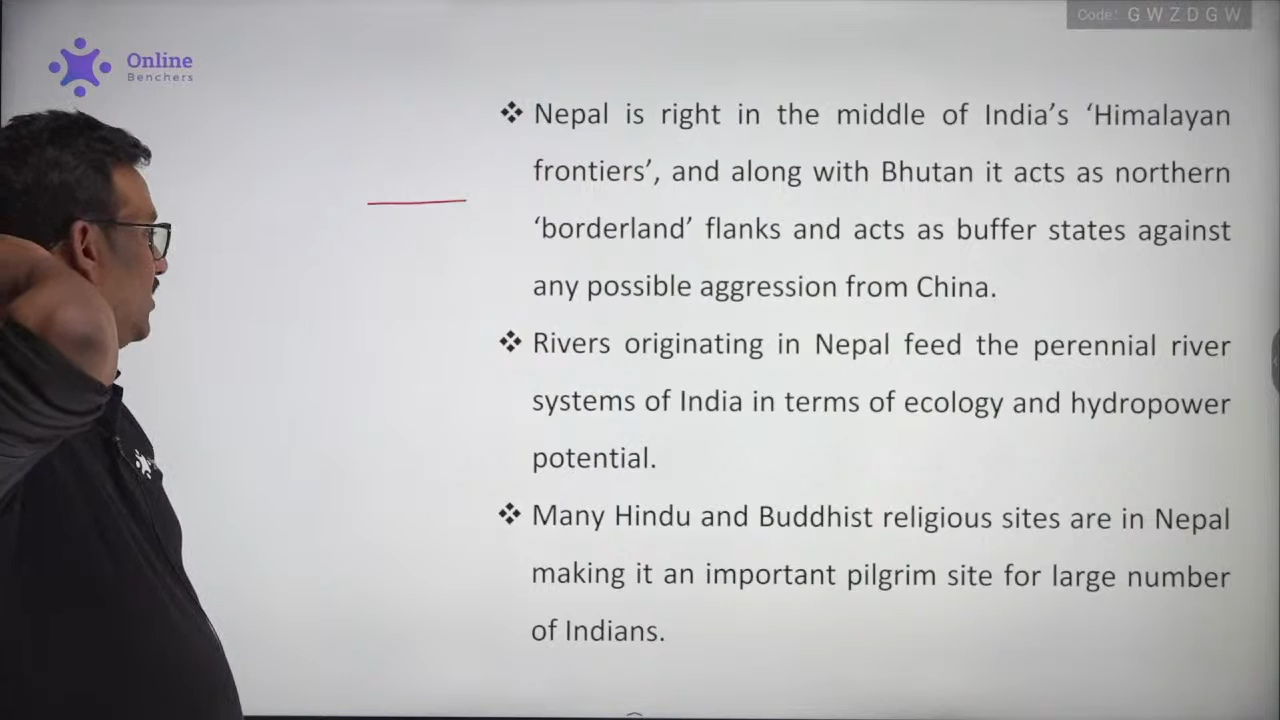 Code: G W Z D G W
Online
Benchers
❖ Nepal is right in the middle of India’s ‘Himalayan
frontiers’, and along with Bhutan it acts as northern
‘borderland’ flanks and acts as buffer states against
any possible aggression from China.
❖ Rivers originating in Nepal feed the perennial river
systems of India in terms of ecology and hydropower
potential.
❖ Many Hindu and Buddhist religious sites are in Nepal
making it an important pilgrim site for large number
of Indians.